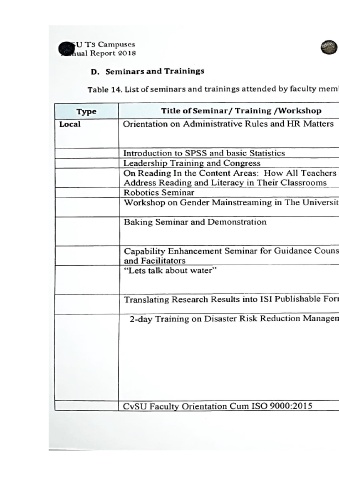 U T3 Campuses
nual Report 2018
D. Seminars and Trainings
Table 14. List of seminars and trainings attended by faculty mem
Type Title of Seminar/ Training /Workshop
Local Orientation on Administrative Rules and HR Matters
Introduction to SPSS and basic Statistics
Leadership Training and Congress
On Reading In the Content Areas: How All Teachers
Address Reading and Literacy in Their Classrooms
Robotics Seminar
Workshop on Gender Mainstreaming in The Universit
Baking Seminar and Demonstration
Capability Enhancement Seminar for Guidance Couns
and Facilitators
“Lets talk about water”
Translating Research Results into ISI Publishable For
2-day Training on Disaster Risk Reduction Managem
CvSU Faculty Orientation Cum ISO 9000:2015